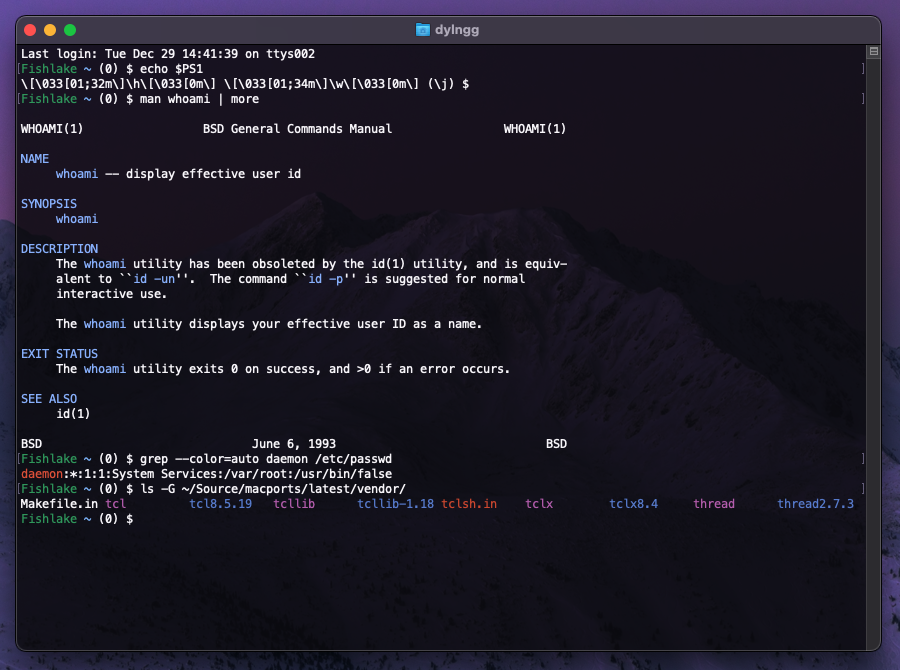 dylngg
Last login: Tue Dec 29 14:41:39 on ttys002
[Fishlake ~ (0) $ echo $PS1 ]
\[\033[01;32m\]\h\[\033[0m\] \[\033[01;34m\]\w\[\033[0m\] (\j) $
[Fishlake ~ (0) $ man whoami | more ]
WHOAMI(1) BSD General Commands Manual WHOAMI(1)
NAME
whoami -- display effective user id
SYNOPSIS
whoami
DESCRIPTION
The whoami utility has been obsoleted by the id(1) utility, and is equiv-
alent to ``id -un''. The command ``id -p'' is suggested for normal
interactive use.
The whoami utility displays your effective user ID as a name.
EXIT STATUS
The whoami utility exits 0 on success, and >0 if an error occurs.
SEE ALSO
id(1)
BSD June 6, 1993 BSD
[Fishlake ~ (0) $ grep --color=auto daemon /etc/passwd ]
daemon:*:1:1:System Services:/var/root:/usr/bin/false
[Fishlake ~ (0) $ ls -G ~/Source/macports/latest/vendor/ ]
Makefile.in tcl tcl8.5.19 tcllib tcllib-1.18 tclsh.in tclx tclx8.4 thread thread2.7.3
Fishlake ~ (0) $